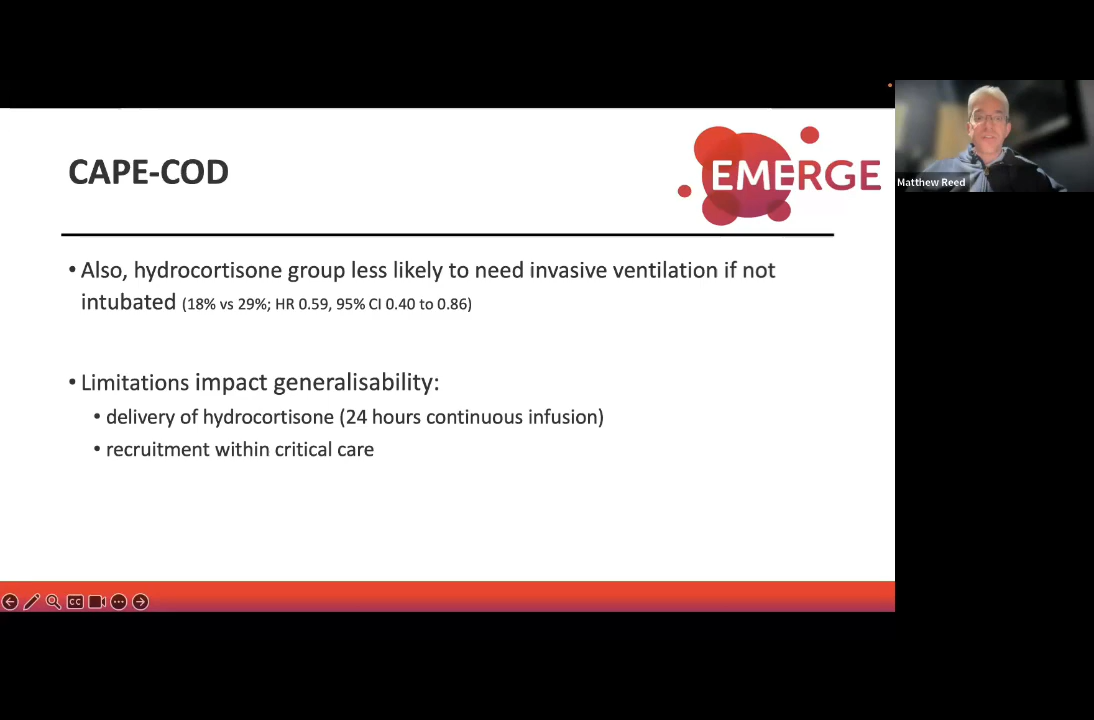 CAPE-COD
EMERGE
Matthew Reed
• Also, hydrocortisone group less likely to need invasive ventilation if not
intubated (18% vs 29%; HR 0.59, 95% CI 0.40 to 0.86)
• Limitations impact generalisability:
• delivery of hydrocortisone (24 hours continuous infusion)
• recruitment within critical care
CC